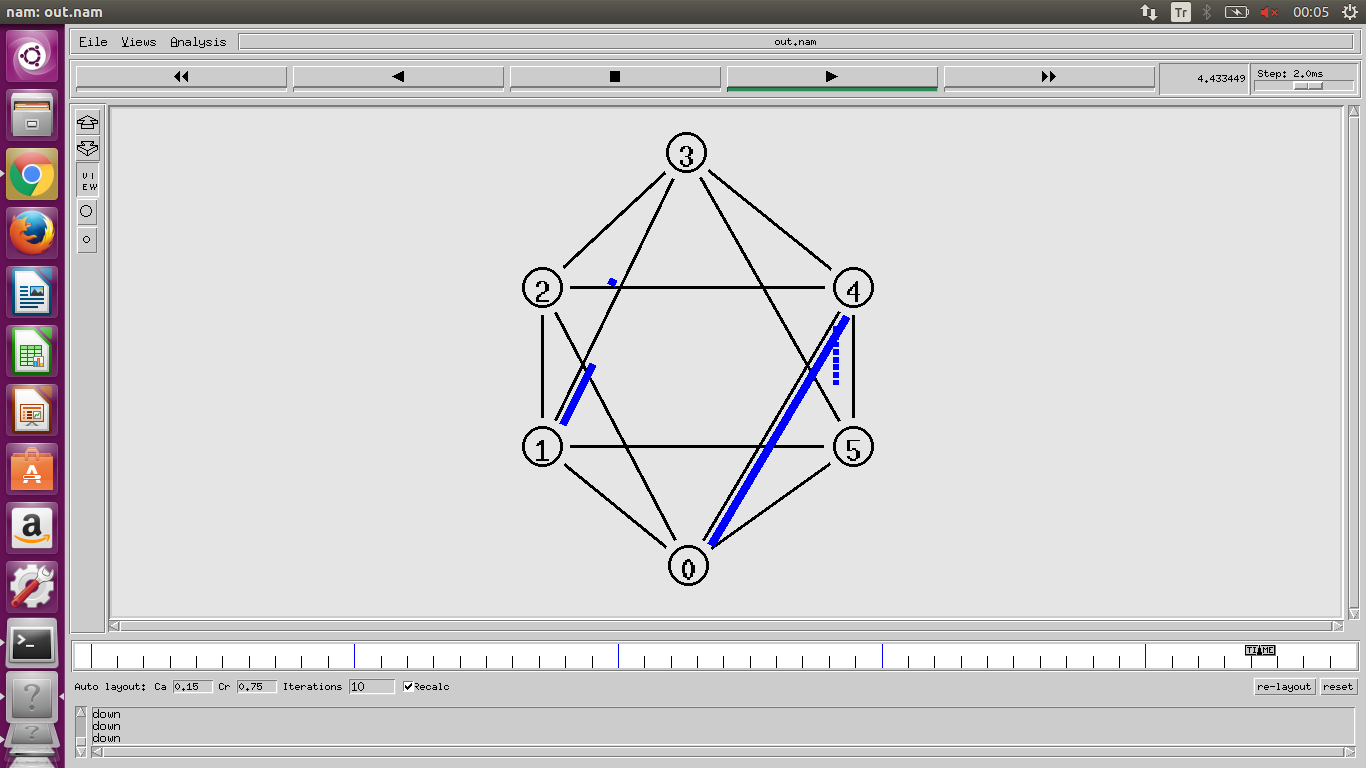 nam: out.nam
Tr
00:05
File Views Analysis
out.nam
4.433449
Step: 2.0ms
VI
EW
3
2
4
1
5
0
TIME
Auto layout: Ca 0.15 Cr 0.75 Iterations 10 Recalc
re-layout reset
down
down
down